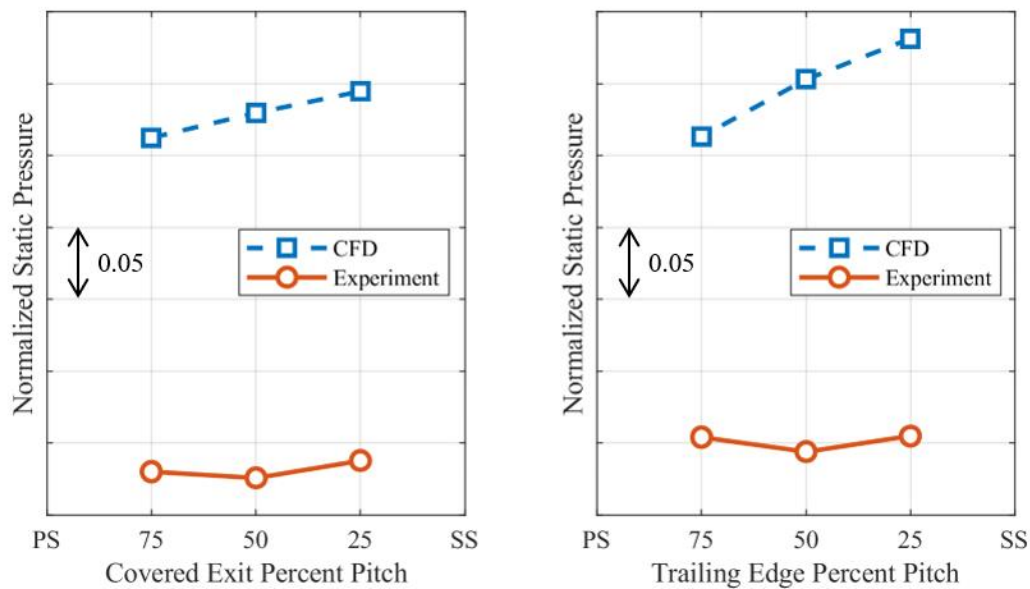 Normalized Static Pressure
0.05
CFD
Experiment
PS 75 50 25 SS
Covered Exit Percent Pitch
Normalized Static Pressure
0.05
CFD
Experiment
PS 75 50 25 SS
Trailing Edge Percent Pitch